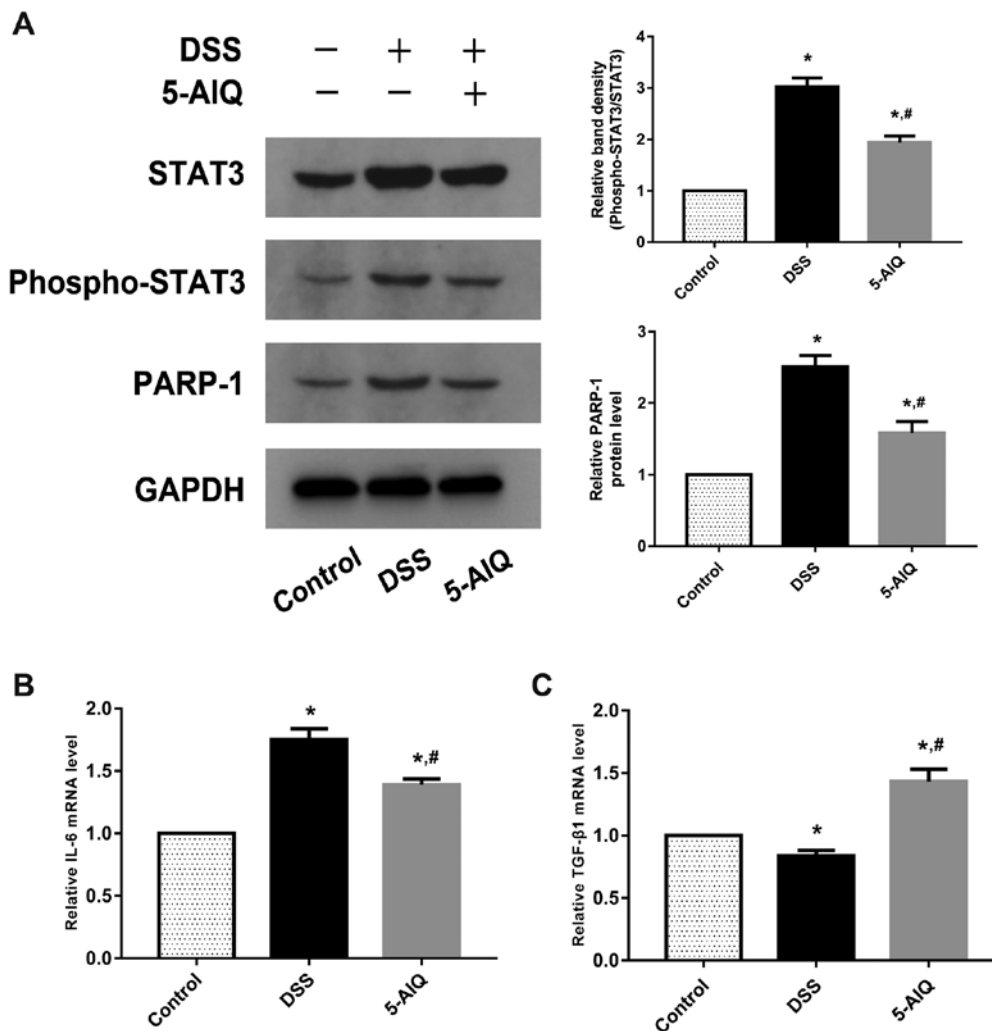 A
DSS − + +
5-AIQ − − +
STAT3
Phospho-STAT3
PARP-1
GAPDH
Control DSS 5-AIQ
Relative band density
(Phospho-STAT3/STAT3)
4
3
2
1
0
*
*,#
Control DSS 5-AIQ
Relative PARP-1
protein level
3
2
1
0
*
*,#
Control DSS 5-AIQ
B
Relative IL-6 mRNA level
2.0
1.5
1.0
0.5
0.0
*
*,#
Control DSS 5-AIQ
C
Relative TGF-β1 mRNA level
2.0
1.5
1.0
0.5
0.0
*
*,#
Control DSS 5-AIQ